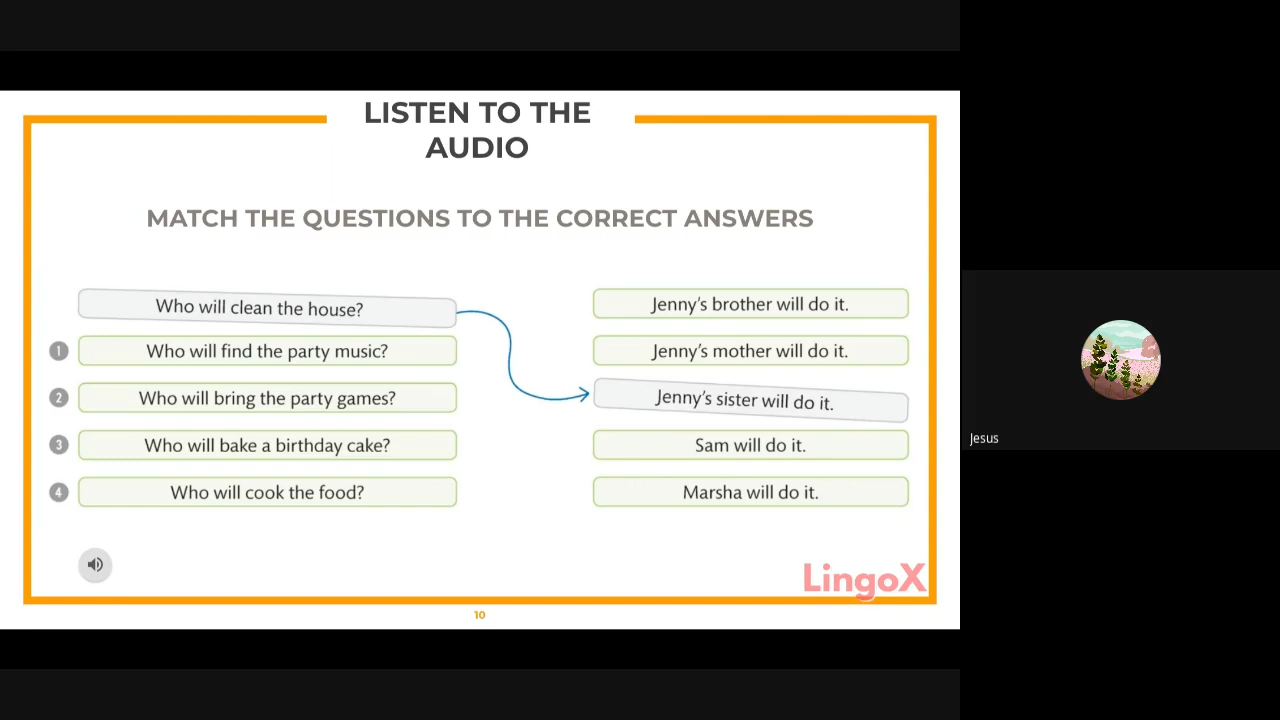 LISTEN TO THE
AUDIO
MATCH THE QUESTIONS TO THE CORRECT ANSWERS
Who will clean the house?
1 Who will find the party music?
2 Who will bring the party games?
3 Who will bake a birthday cake?
4 Who will cook the food?
Jenny's brother will do it.
Jenny's mother will do it.
Jenny's sister will do it.
Sam will do it.
Marsha will do it.
LingoX
10
Jesus